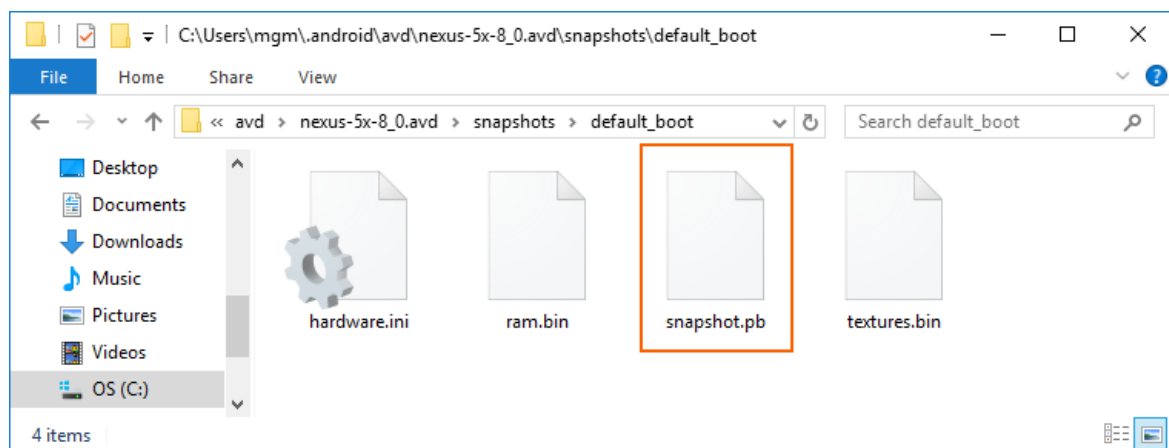 C:\Users\mgm\.android\avd\nexus-5x-8_0.avd\snapshots\default_boot
File Home Share View
« avd > nexus-5x-8_0.avd > snapshots > default_boot Search default_boot
Desktop
Documents
Downloads
Music
Pictures
Videos
OS (C:)
hardware.ini ram.bin snapshot.pb textures.bin
4 items